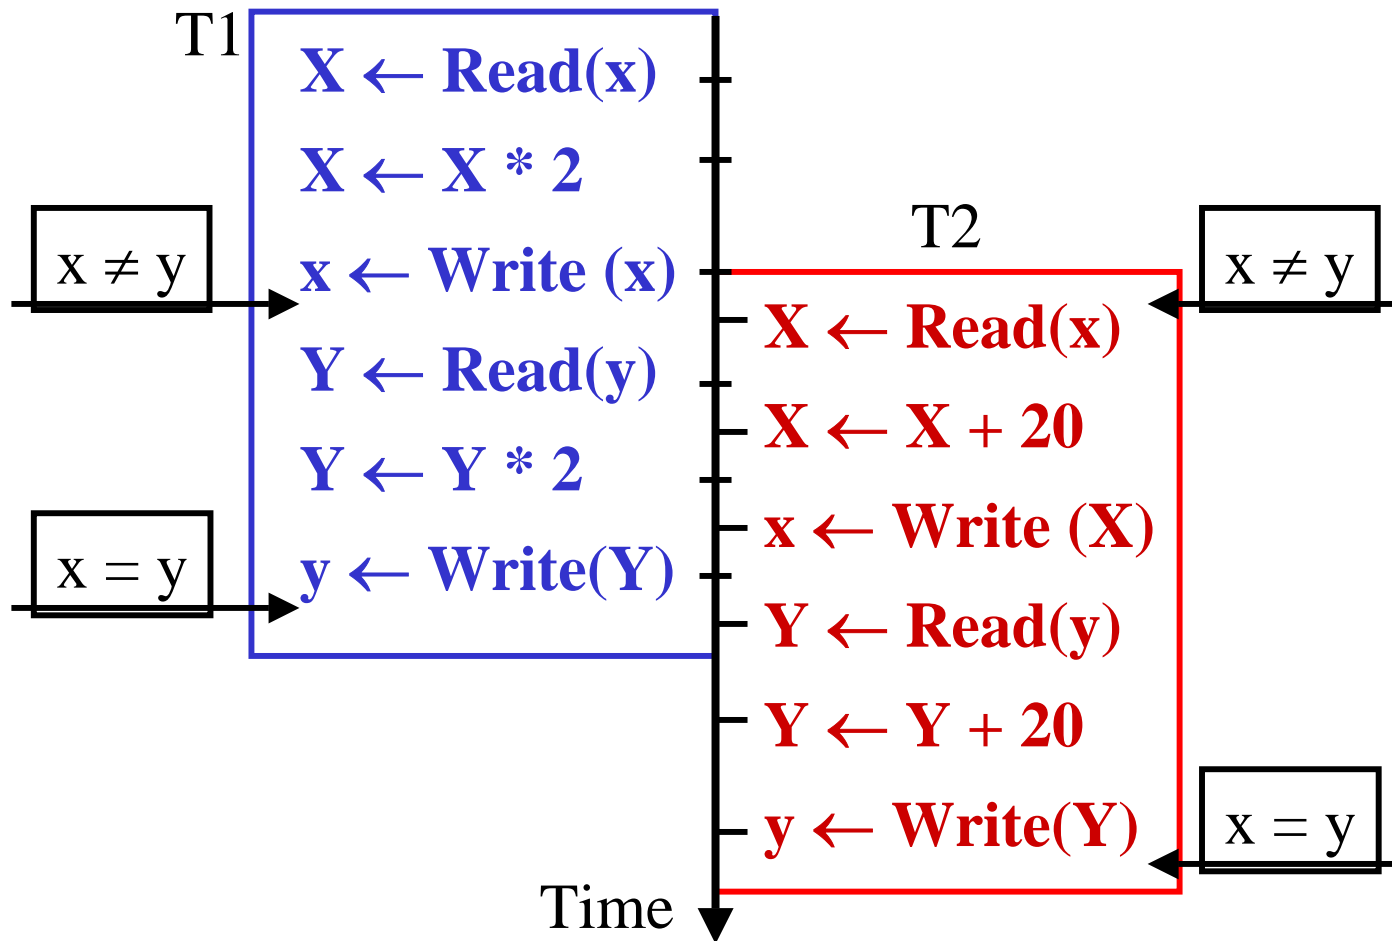 T1
X ← Read(x)
X ← X * 2
x ← Write (x)
Y ← Read(y)
Y ← Y * 2
y ← Write(Y)
x ≠ y
x = y
T2
X ← Read(x)
X ← X + 20
x ← Write (X)
Y ← Read(y)
Y ← Y + 20
y ← Write(Y)
x ≠ y
x = y
Time